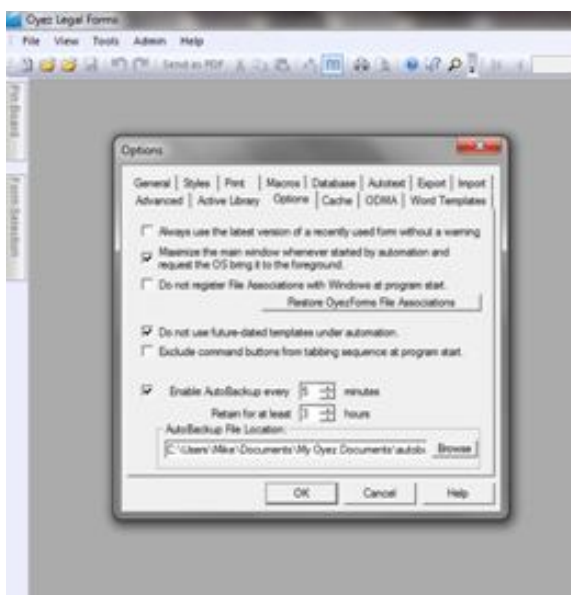 Oyez Legal Forms
File View Tools Admin Help
Send as PDF
Pin Board
Form Selection
Options
General Styles Print Macros Database Autotext Export Import
Advanced Active Library Options Cache ODMA Word Templates
Always use the latest version of a recently used form without a warning
Maximize the main window whenever started by automation and
request the OS bring it to the foreground.
Do not register File Associations with Windows at program start.
Restore OyezForms File Associations
Do not use future-dated templates under automation.
Exclude command buttons from tabbing sequence at program start
Enable AutoBackup every 5 minutes
Retain for at least 3 hours
AutoBackup File Location:
C:\Users\Mike\Documents\My Oyez Documents\autob Browse
OK Cancel Help